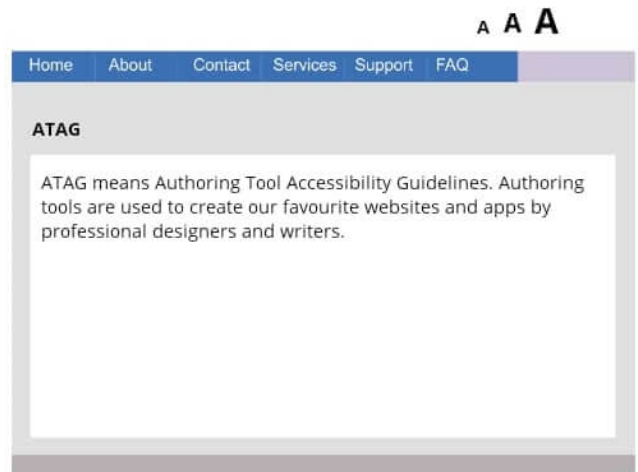 A A A
Home About Contact Services Support FAQ
ATAG
ATAG means Authoring Tool Accessibility Guidelines. Authoring
tools are used to create our favourite websites and apps by
professional designers and writers.